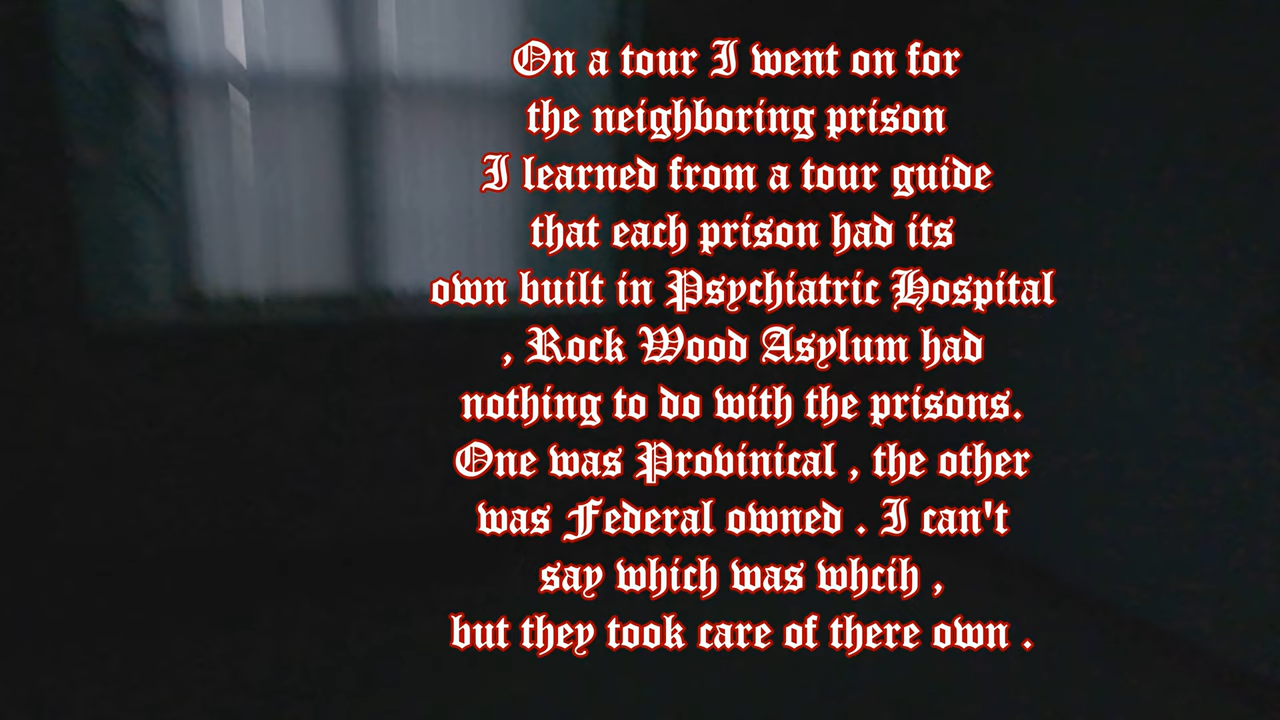 On a tour I went on for
the neighboring prison
I learned from a tour guide
that each prison had its
own built in Psychiatric Hospital
, Rock Wood Asylum had
nothing to do with the prisons.
One was Provinical , the other
was Federal owned . I can't
say which was whcih ,
but they took care of there own .